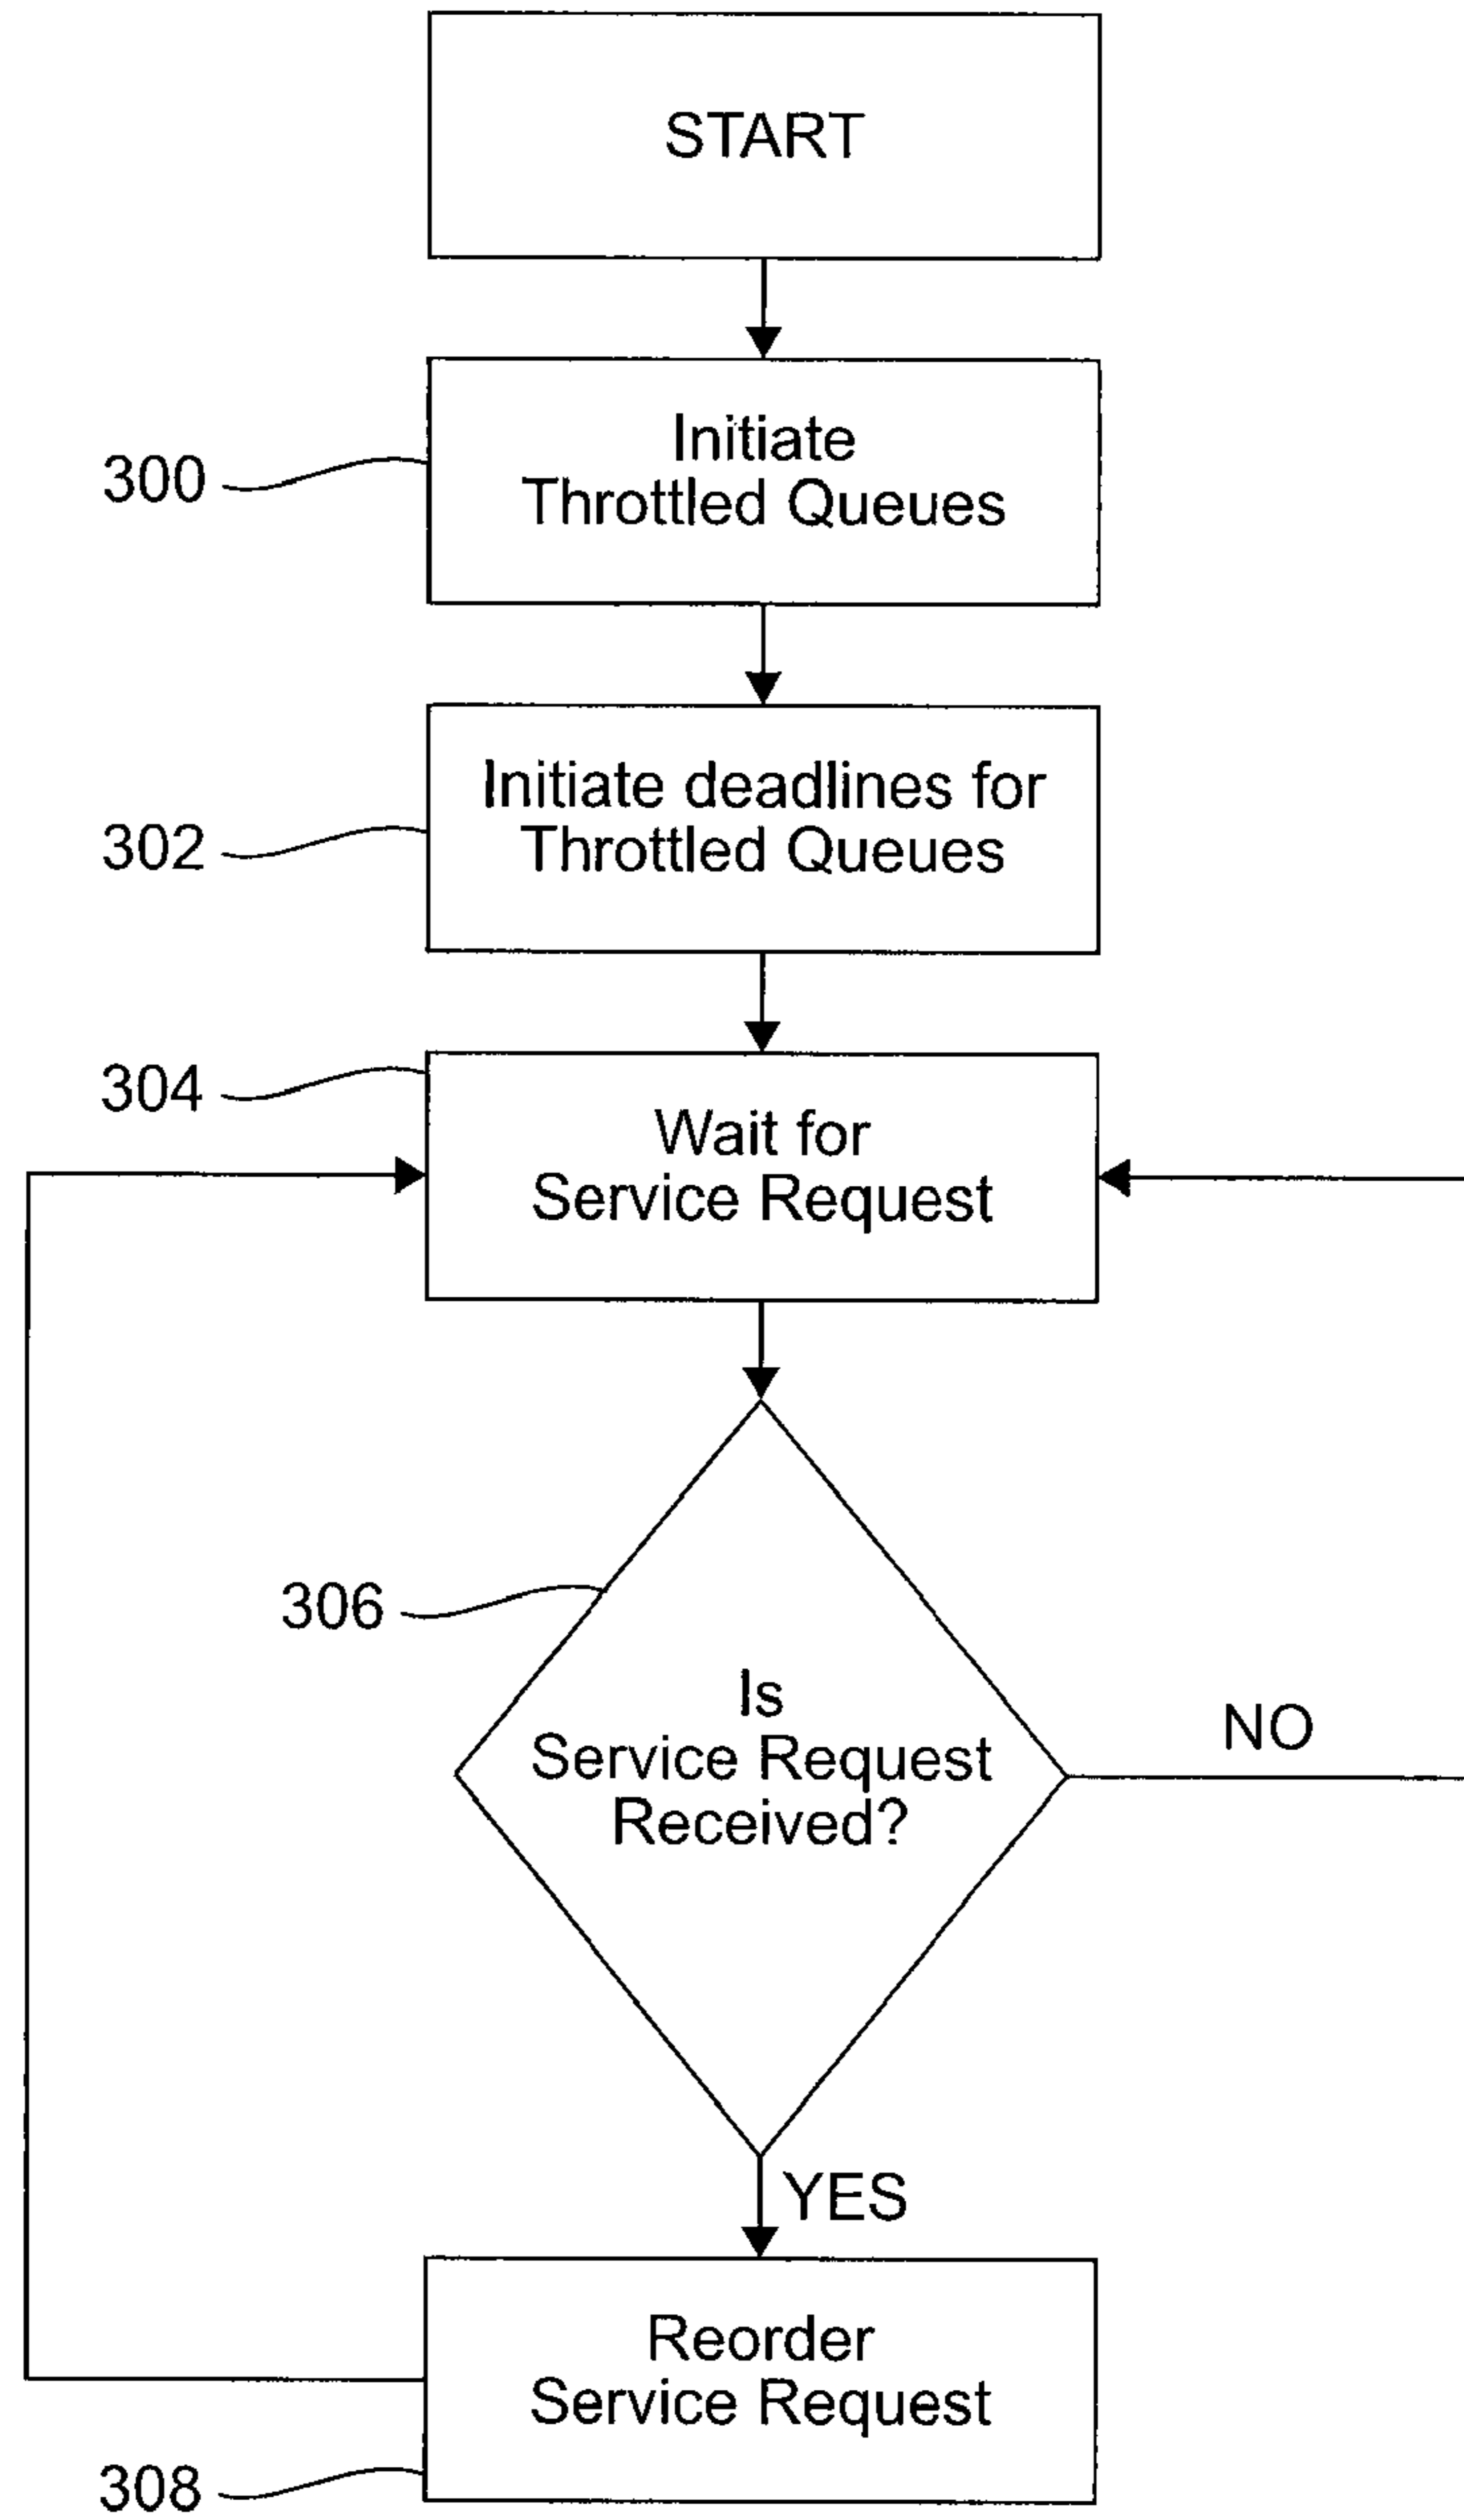 START
300
Initiate
Throttled Queues
302
Initiate deadlines for
Throttled Queues
304
Wait for
Service Request
306
Is
Service Request
Received?
NO
YES
Reorder
Service Request
308